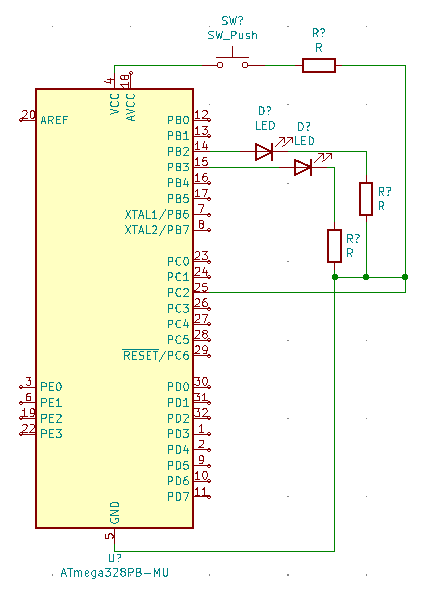 SW?
SW_Push
R?
R
4
VCC
18
AVCC
20
AREF
D?
LED
D?
LED
12
PB0
13
PB1
14
PB2
15
PB3
16
PB4
17
PB5
7
XTAL1/PB6
8
XTAL2/PB7
R?
R
R?
R
23
PC0
24
PC1
25
PC2
26
PC3
27
PC4
28
PC5
29
RESET/PC6
3
PE0
6
PE1
19
PE2
22
PE3
30
PD0
31
PD1
32
PD2
1
PD3
2
PD4
9
PD5
10
PD6
11
PD7
GND
5
U?
ATmega328PB-MU